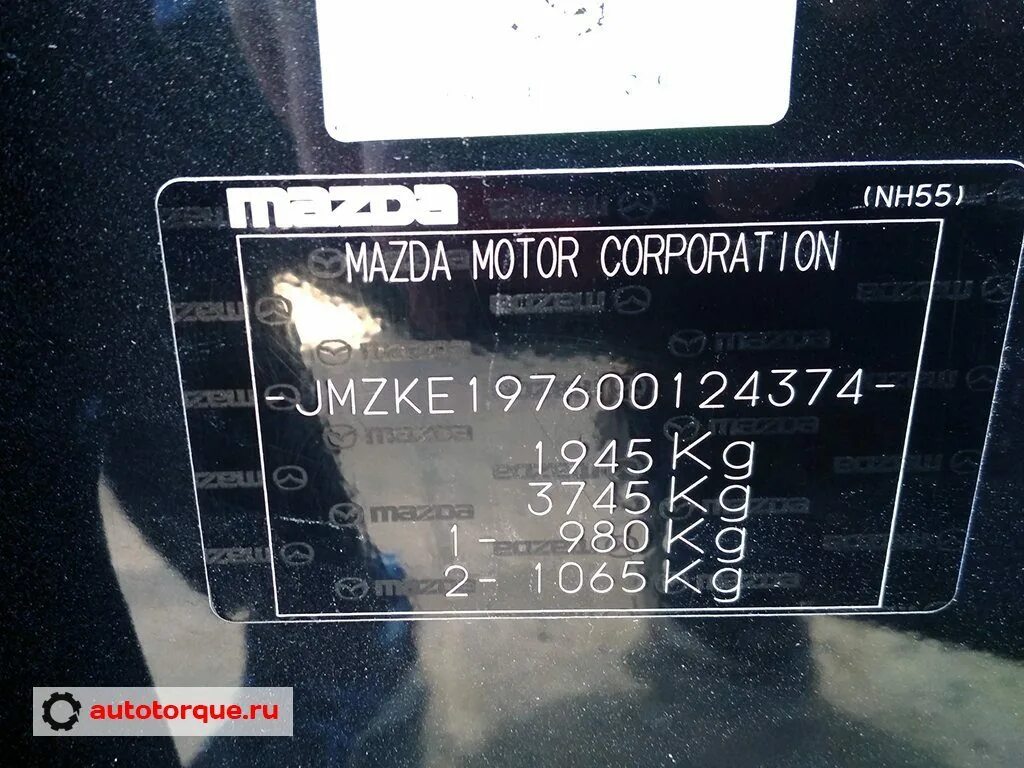 mazda (NH55)
MAZDA MOTOR CORPORATION
-JMZKE197600124374-
1945 Kg
3745 Kg
1- 980 Kg
2- 1065 Kg
autotorque.ru